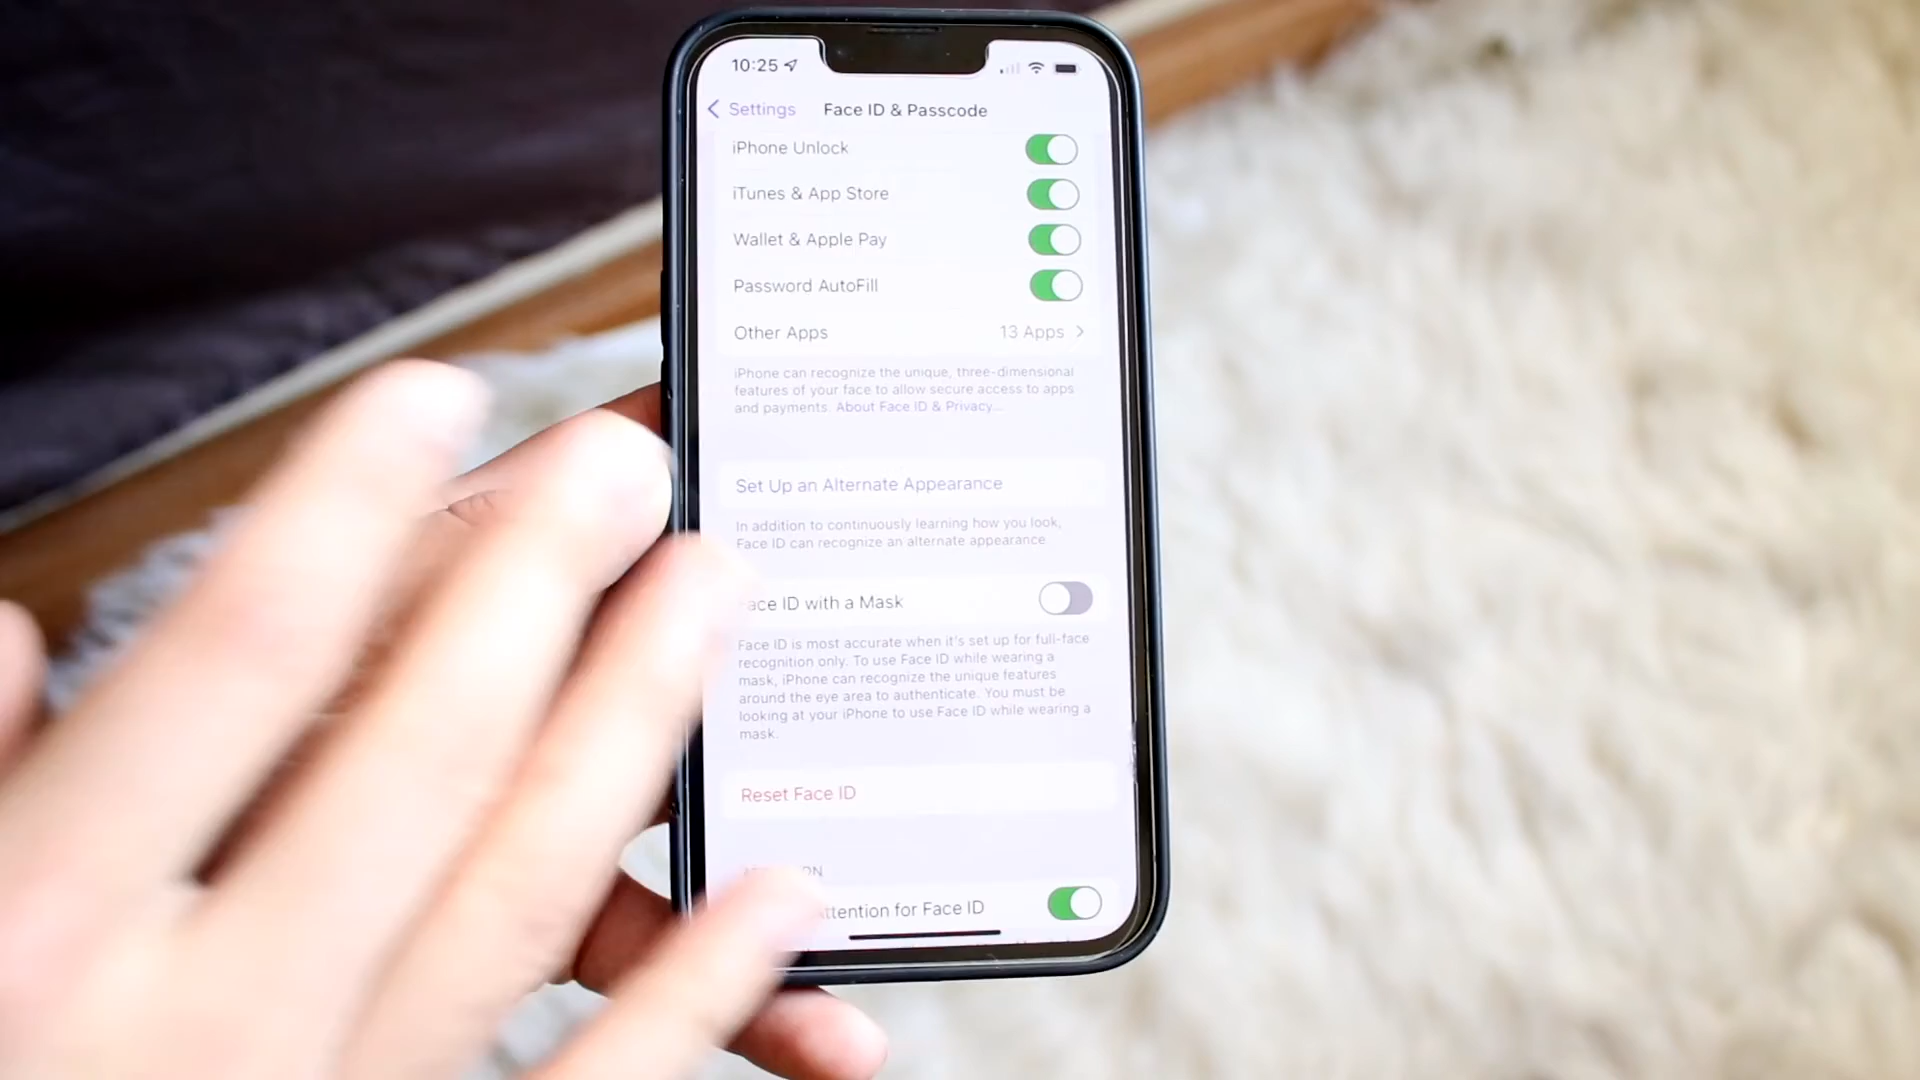 10:25
Settings Face ID & Passcode
iPhone Unlock
iTunes & App Store
Wallet & Apple Pay
Password AutoFill
Other Apps 13 Apps
iPhone can recognize the unique, three-dimensional
features of your face to allow secure access to apps
and payments. About Face ID & Privacy...
Set Up an Alternate Appearance
In addition to continuously learning how you look,
Face ID can recognize an alternate appearance.
ace ID with a Mask
Face ID is most accurate when it's set up for full-face
recognition only. To use Face ID while wearing a
mask, iPhone can recognize the unique features
around the eye area to authenticate. You must be
looking at your iPhone to use Face ID while wearing a
mask.
Reset Face ID
Attention for Face ID